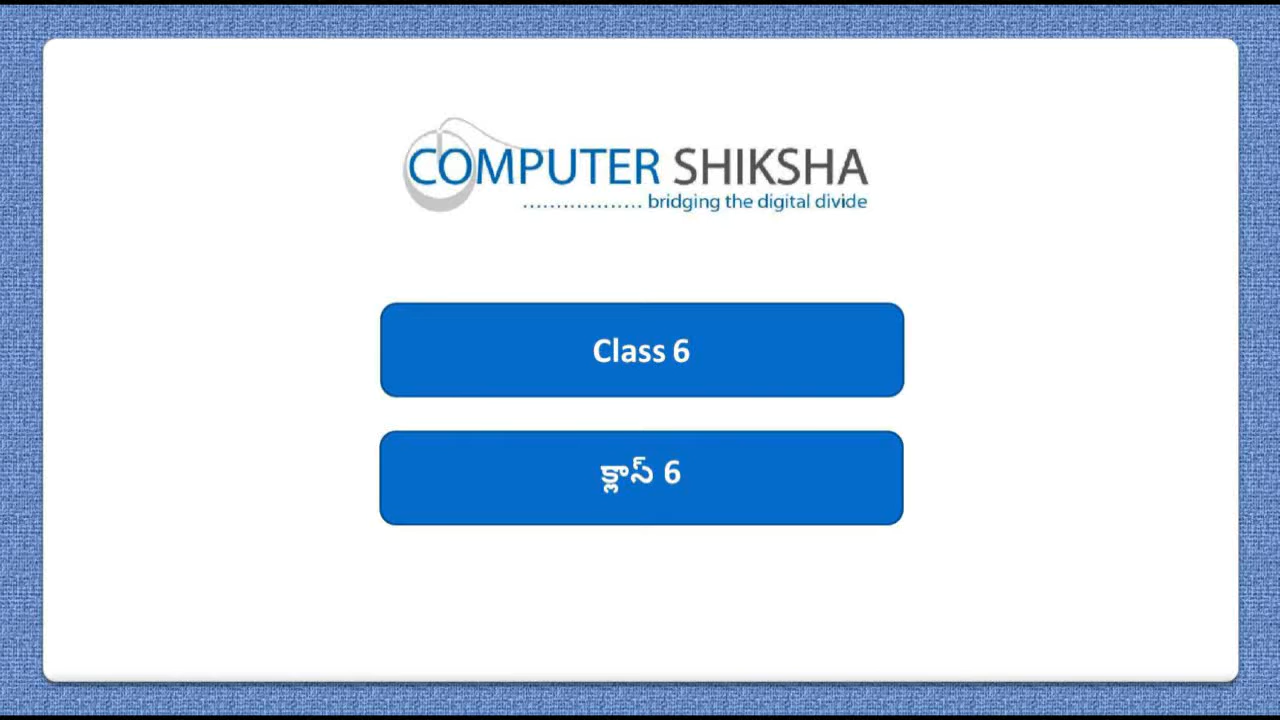 COMPUTER SHIKSHA
.................. bridging the digital divide
Class 6
క్లాస్ 6